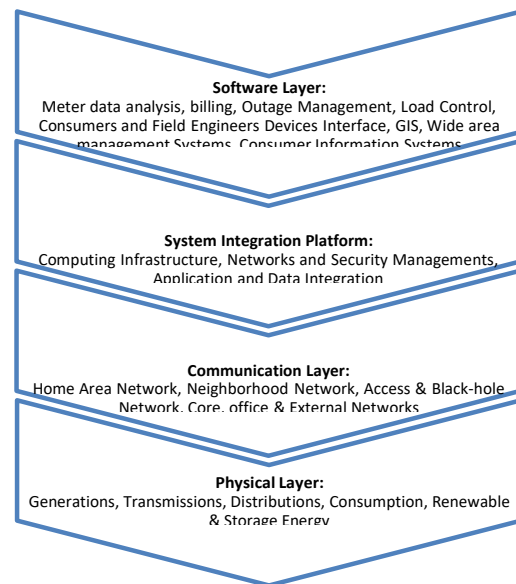 Software Layer:
Meter data analysis, billing, Outage Management, Load Control,
Consumers and Field Engineers Devices Interface, GIS, Wide area
management Systems, Consumer Information Systems
System Integration Platform:
Computing Infrastructure, Networks and Security Managements,
Application and Data Integration
Communication Layer:
Home Area Network, Neighborhood Network, Access & Black-hole
Network, Core, office & External Networks
Physical Layer:
Generations, Transmissions, Distributions, Consumption, Renewable
& Storage Energy